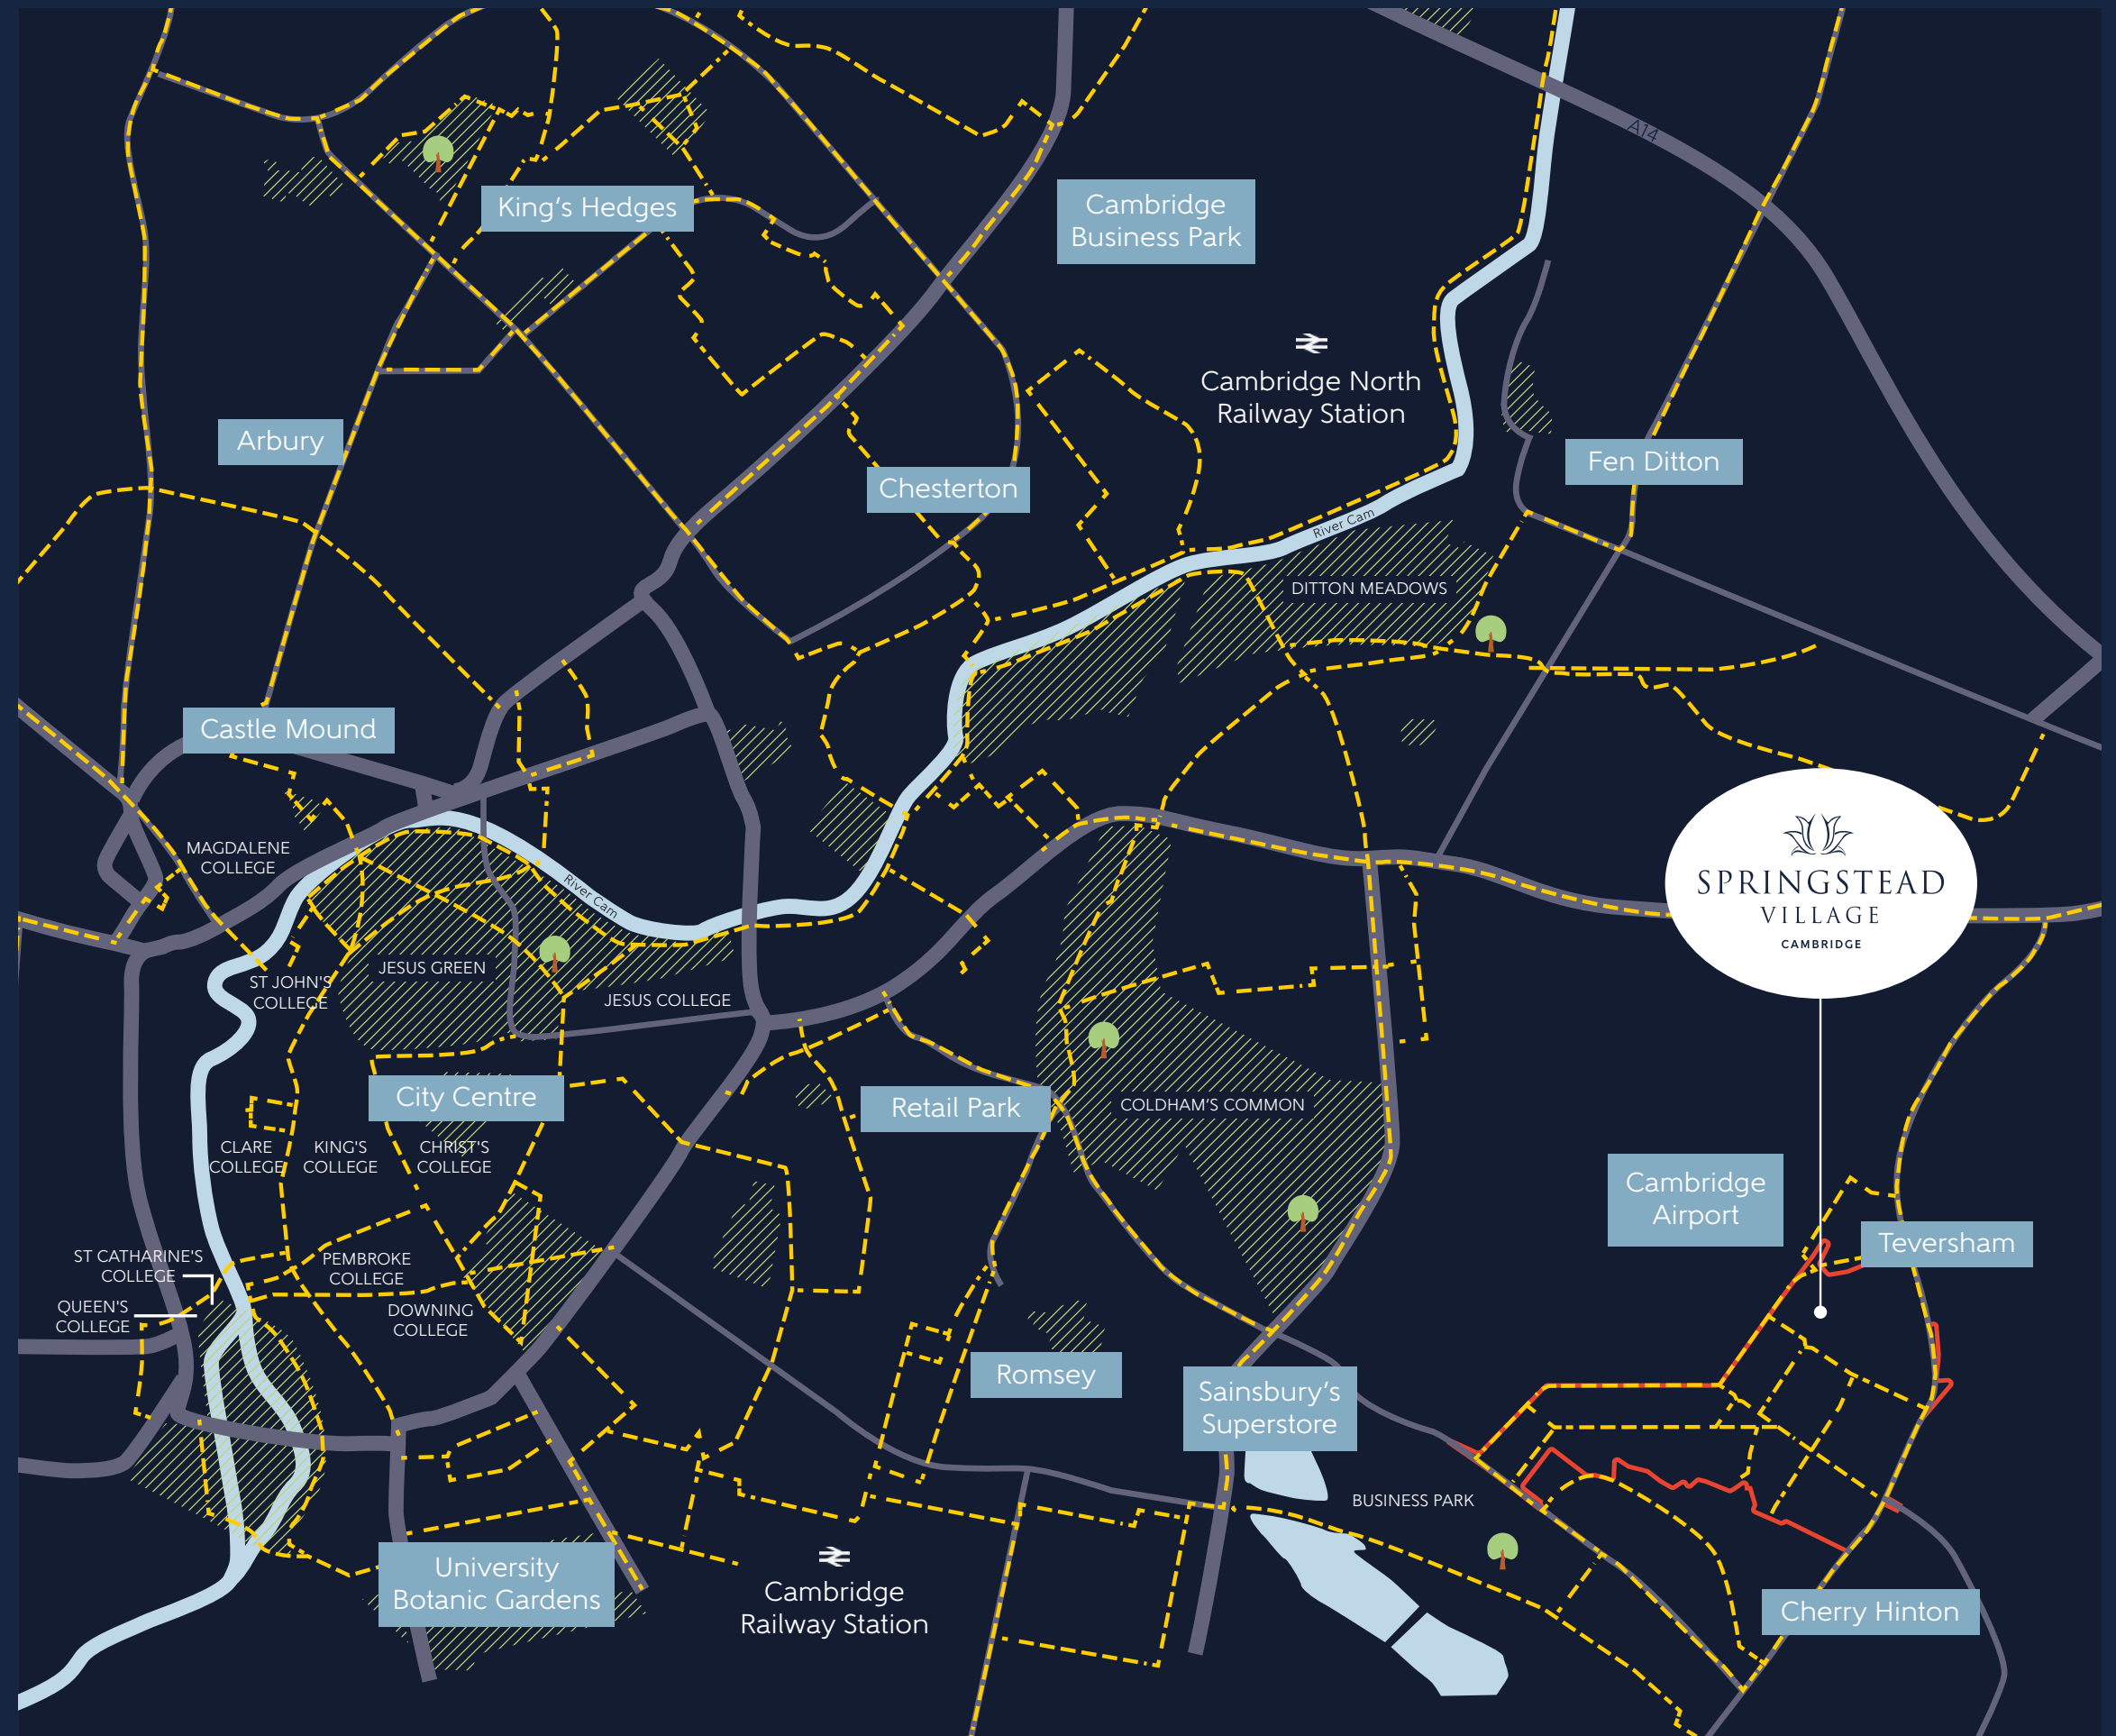 A14
King's Hedges
Cambridge
Business Park
Cambridge North
Railway Station
Arbury
Fen Ditton
Chesterton
River Cam
DITTON MEADOWS
Castle Mound
MAGDALENE
COLLEGE
River Cam
SPRINGSTEAD
VILLAGE
CAMBRIDGE
JESUS GREEN
ST JOHN'S
COLLEGE
JESUS COLLEGE
City Centre
Retail Park
COLDHAM'S COMMON
CLARE
COLLEGE
KING'S
COLLEGE
CHRIST'S
COLLEGE
Cambridge
Airport
Teversham
ST CATHARINE'S
COLLEGE
PEMBROKE
COLLEGE
QUEEN'S
COLLEGE
DOWNING
COLLEGE
Romsey
Sainsbury's
Superstore
BUSINESS PARK
University
Botanic Gardens
Cambridge
Railway Station
Cherry Hinton